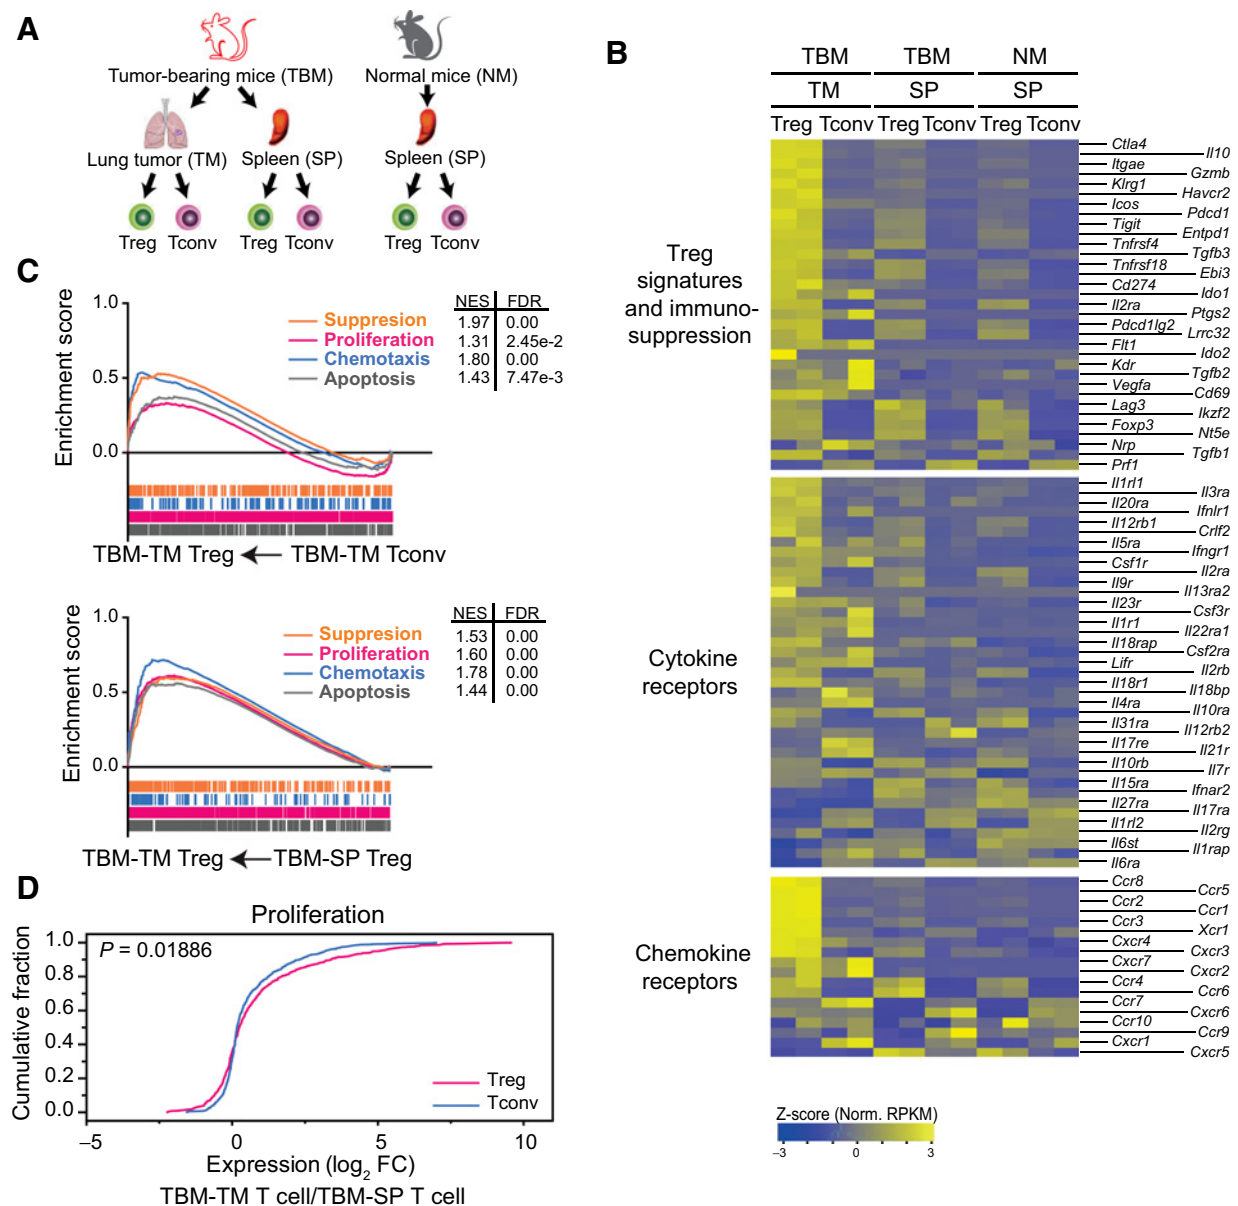 A
Tumor-bearing mice (TBM)
Normal mice (NM)
Lung tumor (TM)
Spleen (SP)
Spleen (SP)
Treg
Tconv
Treg
Tconv
Treg
Tconv
B
TBM
TBM
NM
TM
SP
SP
Treg
Tconv
Treg
Tconv
Treg
Tconv
Treg
signatures
and immuno-
suppression
Ctla4
Il10
Itgae
Gzmb
Klrg1
Havcr2
Icos
Pdcd1
Tigit
Entpd1
Tnfrsf4
Tgfb3
Tnfrsf18
Ebi3
Cd274
Ido1
Il2ra
Ptgs2
Pdcd1lg2
Lrrc32
Flt1
Ido2
Kdr
Tgfb2
Vegfa
Cd69
Lag3
Ikzf2
Foxp3
Nt5e
Nrp
Tgfb1
Prf1
Cytokine
receptors
Il1rl1
Il3ra
Il20ra
Ifnlr1
Il12rb1
Crlf2
Il5ra
Ifngr1
Csf1r
Il2ra
Il9r
Il13ra2
Il23r
Csf3r
Il1r1
Il22ra1
Il18rap
Csf2ra
Lifr
Il2rb
Il18r1
Il18bp
Il4ra
Il10ra
Il31ra
Il12rb2
Il17re
Il21r
Il10rb
Il7r
Il15ra
Ifnar2
Il27ra
Il17ra
Il1rl2
Il2rg
Il6st
Il1rap
Il6ra
Chemokine
receptors
Ccr8
Ccr5
Ccr2
Ccr1
Ccr3
Xcr1
Cxcr4
Cxcr3
Cxcr7
Cxcr2
Ccr4
Ccr6
Ccr7
Cxcr6
Ccr10
Ccr9
Cxcr1
Cxcr5
Z-score (Norm. RPKM)
−3
0
3
C
Enrichment score
1.0
0.5
0.0
NES FDR
Suppresion 1.97 0.00
Proliferation 1.31 2.45e-2
Chemotaxis 1.80 0.00
Apoptosis 1.43 7.47e-3
TBM-TM Treg
TBM-TM Tconv
Enrichment score
1.0
0.5
0.0
NES FDR
Suppresion 1.53 0.00
Proliferation 1.60 0.00
Chemotaxis 1.78 0.00
Apoptosis 1.44 0.00
TBM-TM Treg
TBM-SP Treg
D
Proliferation
P = 0.01886
Cumulative fraction
1.0
0.8
0.6
0.4
0.2
0.0
Treg
Tconv
−5
0
5
10
Expression (log2 FC)
TBM-TM T cell/TBM-SP T cell